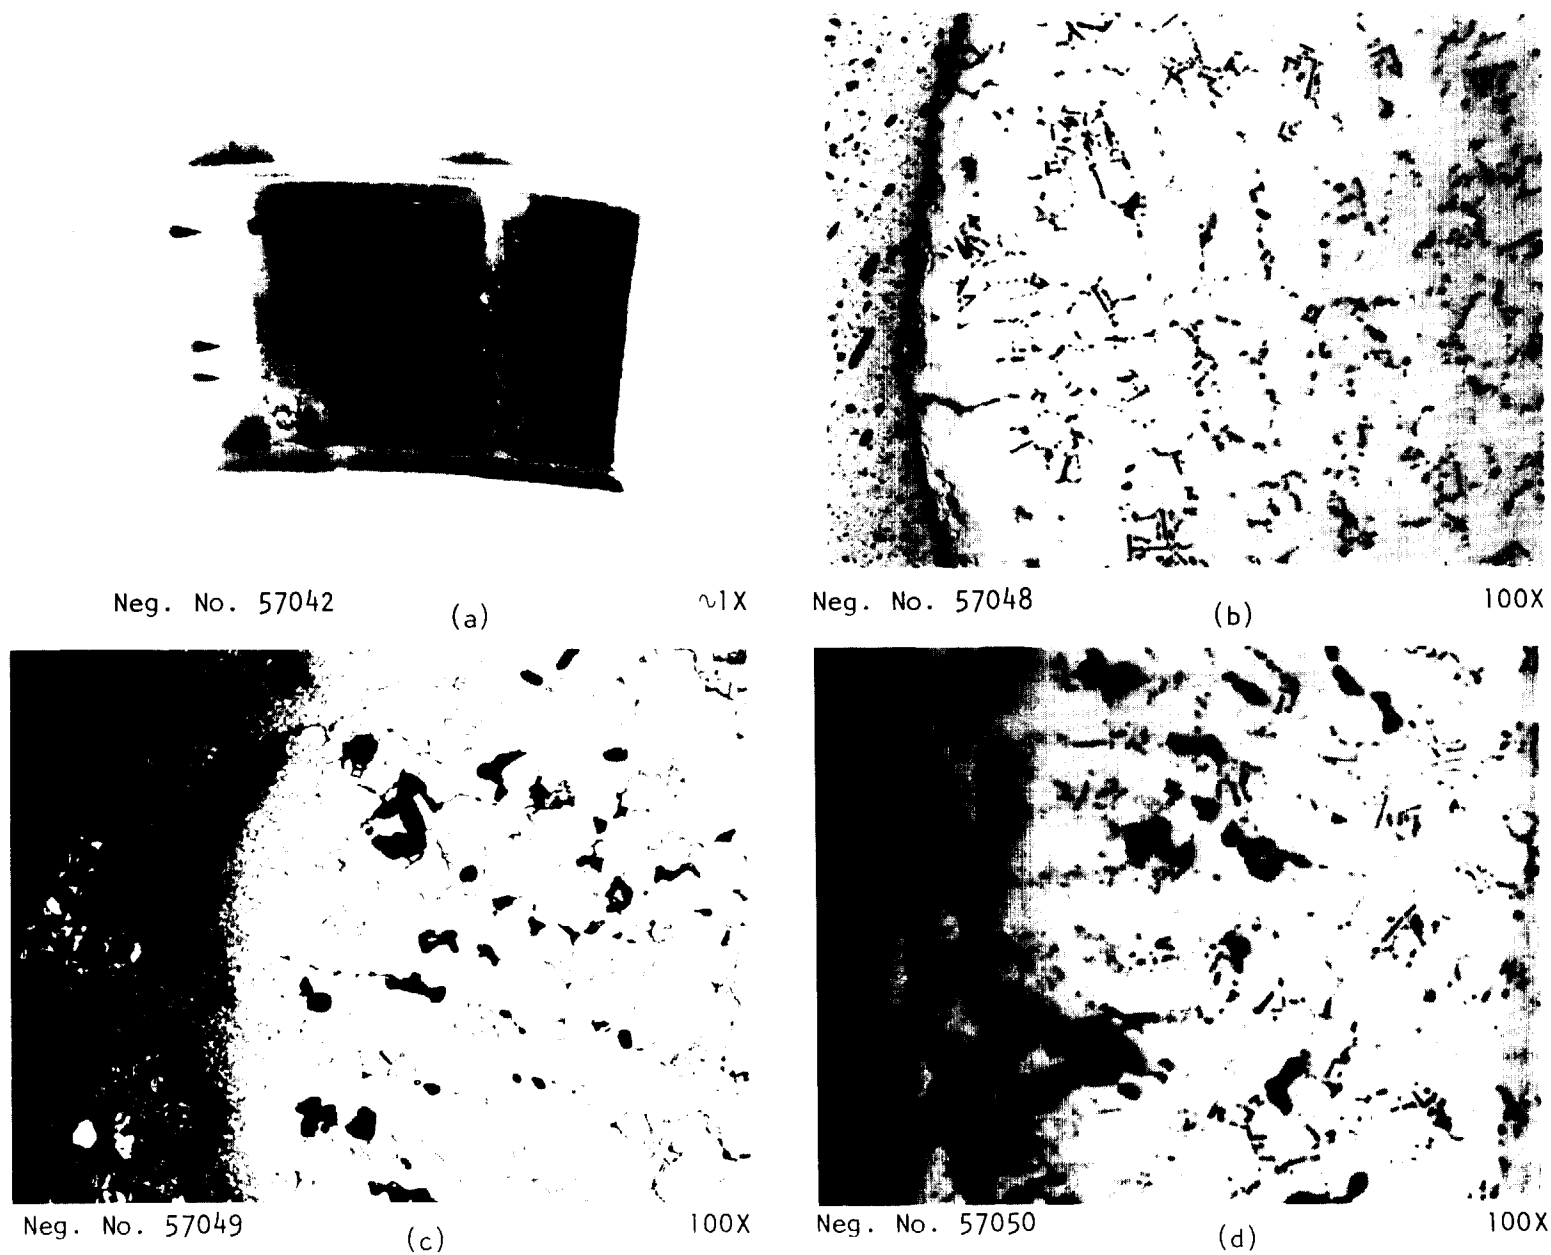 Neg. No. 57042 (a) ~1X
Neg. No. 57048 (b) 100X
Neg. No. 57049 (c) 100X
Neg. No. 57050 (d) 100X